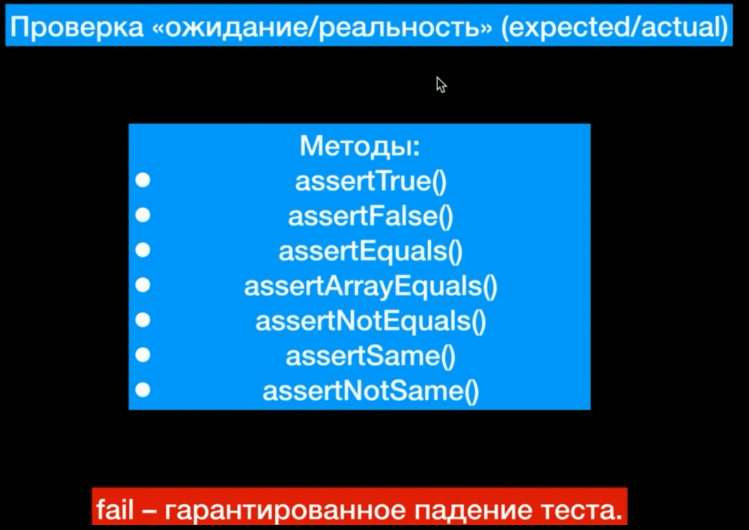 Проверка «ожидание/реальность» (expected/actual)
Методы:
● assertTrue()
● assertFalse()
● assertEquals()
● assertArrayEquals()
● assertNotEquals()
● assertSame()
● assertNotSame()
fail – гарантированное падение теста.